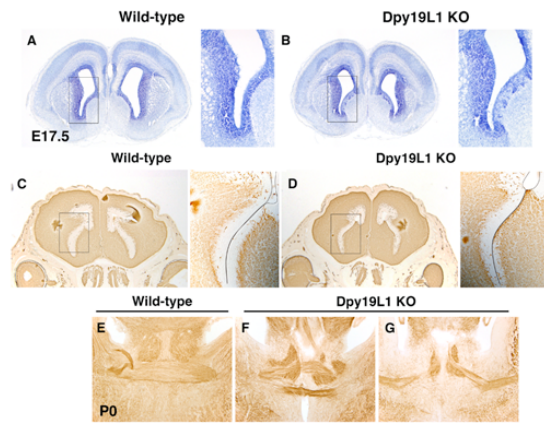 Wild-type
Dpy19L1 KO
A
B
E17.5
Wild-type
Dpy19L1 KO
C
D
Wild-type
Dpy19L1 KO
E
F
G
P0